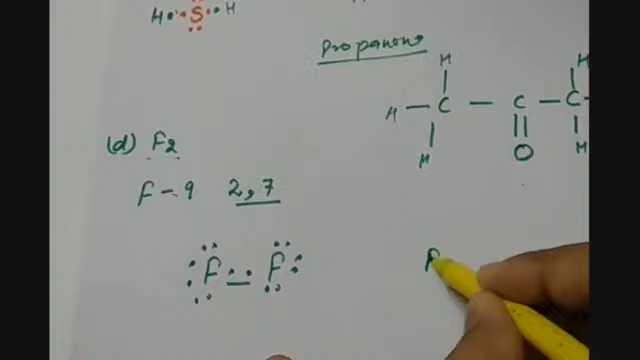 H S H
Propanone
H
H
H — C — C — C —
H O H
(d) F2
F - 9 2, 7
F F
F